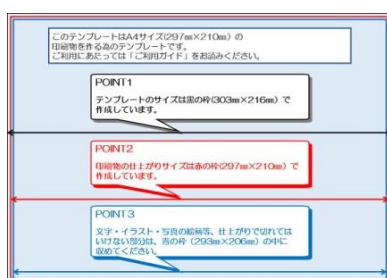 このテンプレートはA4サイズ(297㎜×210㎜)の
印刷物を作る為のテンプレートです。
ご利用にあたっては「ご利用ガイド」をお読みください。
POINT1
テンプレートのサイズは黒の枠(303㎜×216㎜)で
作成しています。
POINT2
印刷物の仕上がりサイズは赤の枠(297㎜×210㎜)で
作成しています。
POINT3
文字・イラスト・写真の絵柄等、仕上がりで切れては
いけない部分は、青の枠(293㎜×206㎜)の中に
収めてください。